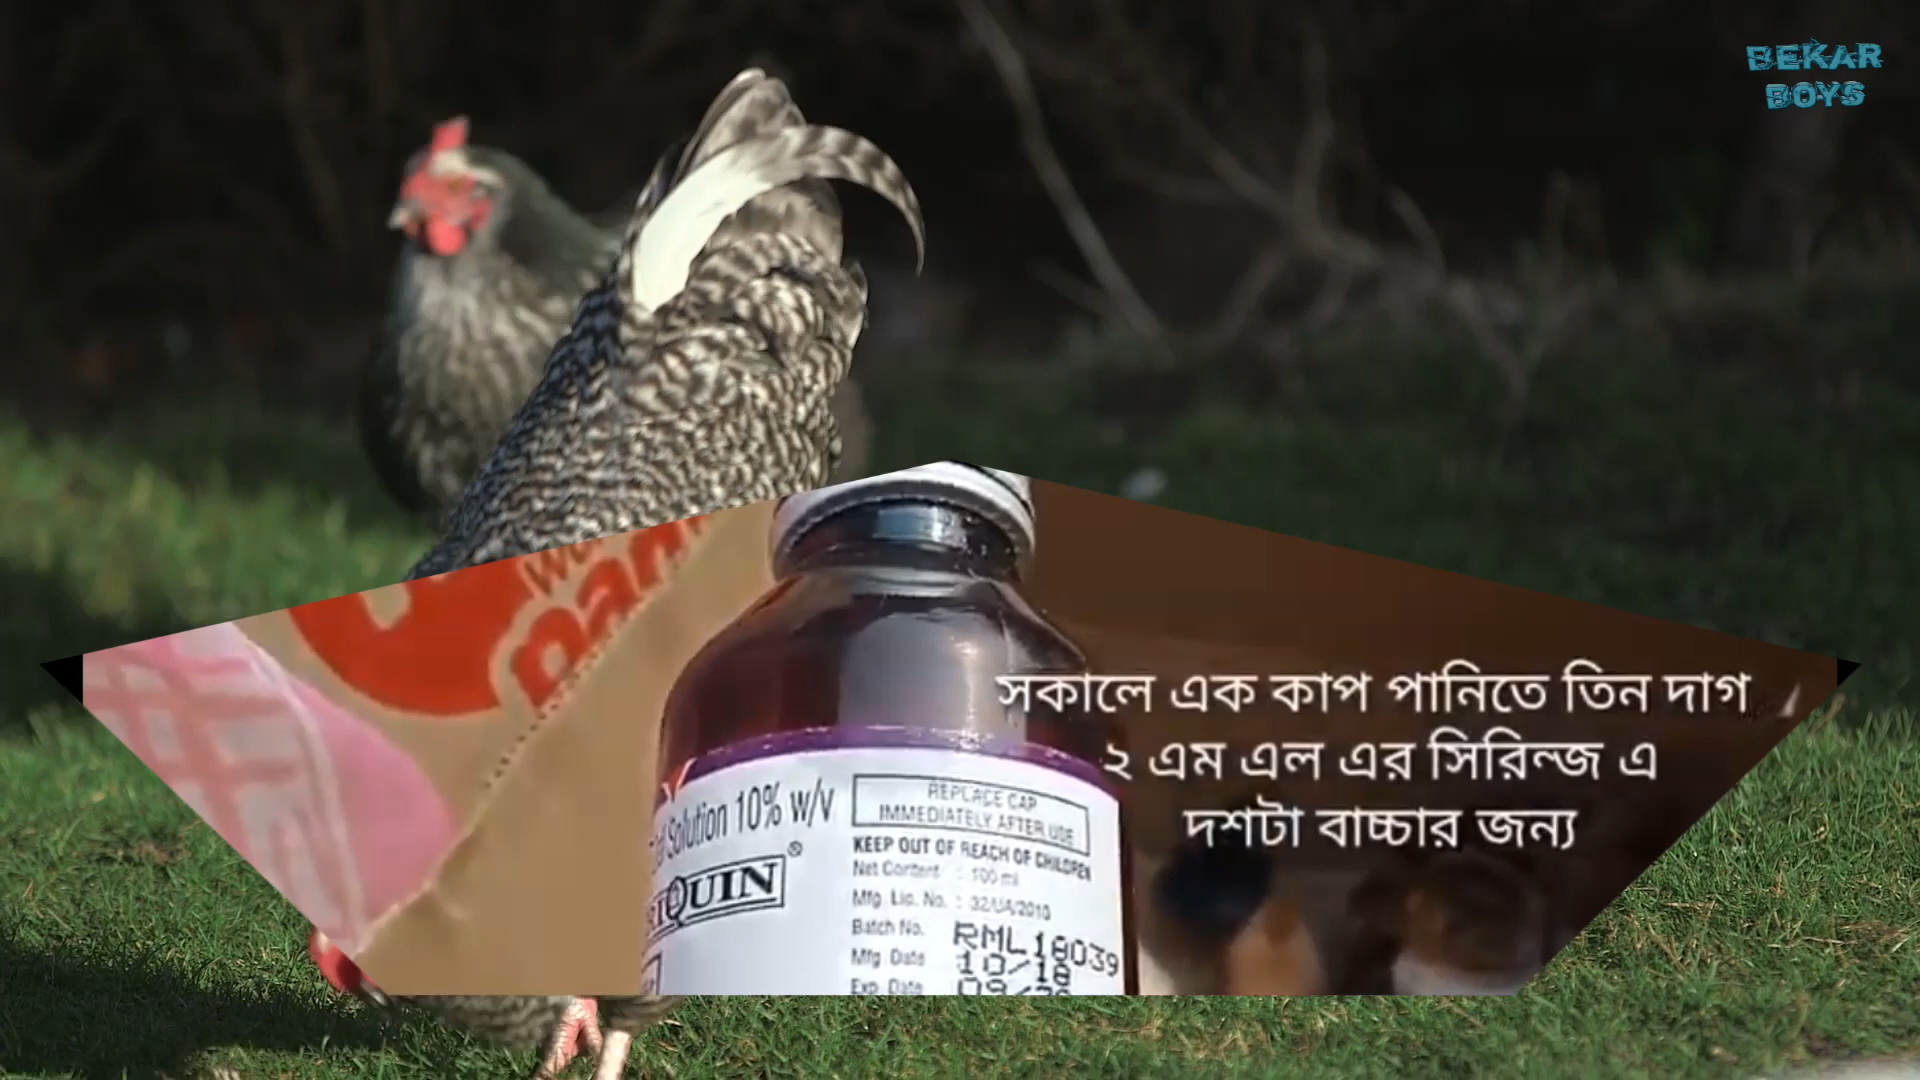 BEKAR
BOYS
সকালে এক কাপ পানিতে তিন দাগ
২ এম এল এর সিরিন্জ এ
দশটা বাচ্চার জন্য
Solution 10% w/v
QUIN®
REPLACE CAP
IMMEDIATELY AFTER USE
KEEP OUT OF REACH OF CHILDREN
Net Content : 100 ml
Mfg. Lic. No. : 32/UA/2010
Batch No. RML18039
Mfg. Date 10/18
Exp. Date